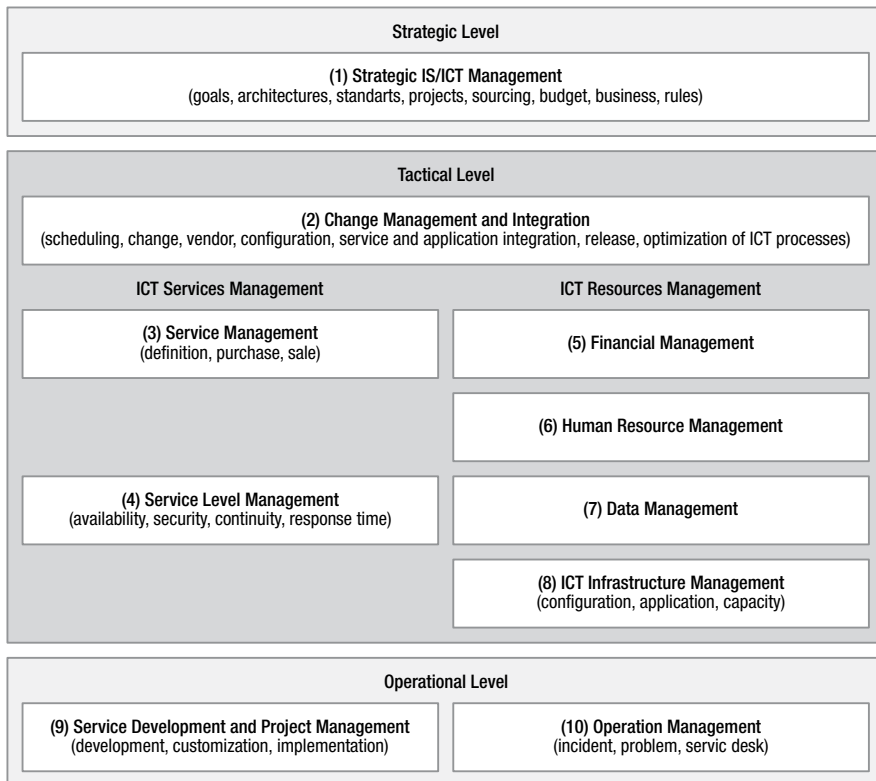 Strategic Level
(1) Strategic IS/ICT Management
(goals, architectures, standarts, projects, sourcing, budget, business, rules)
Tactical Level
(2) Change Management and Integration
(scheduling, change, vendor, configuration, service and application integration, release, optimization of ICT processes)
ICT Services Management
(3) Service Management
(definition, purchase, sale)
(4) Service Level Management
(availability, security, continuity, response time)
ICT Resources Management
(5) Financial Management
(6) Human Resource Management
(7) Data Management
(8) ICT Infrastructure Management
(configuration, application, capacity)
Operational Level
(9) Service Development and Project Management
(development, customization, implementation)
(10) Operation Management
(incident, problem, servic desk)